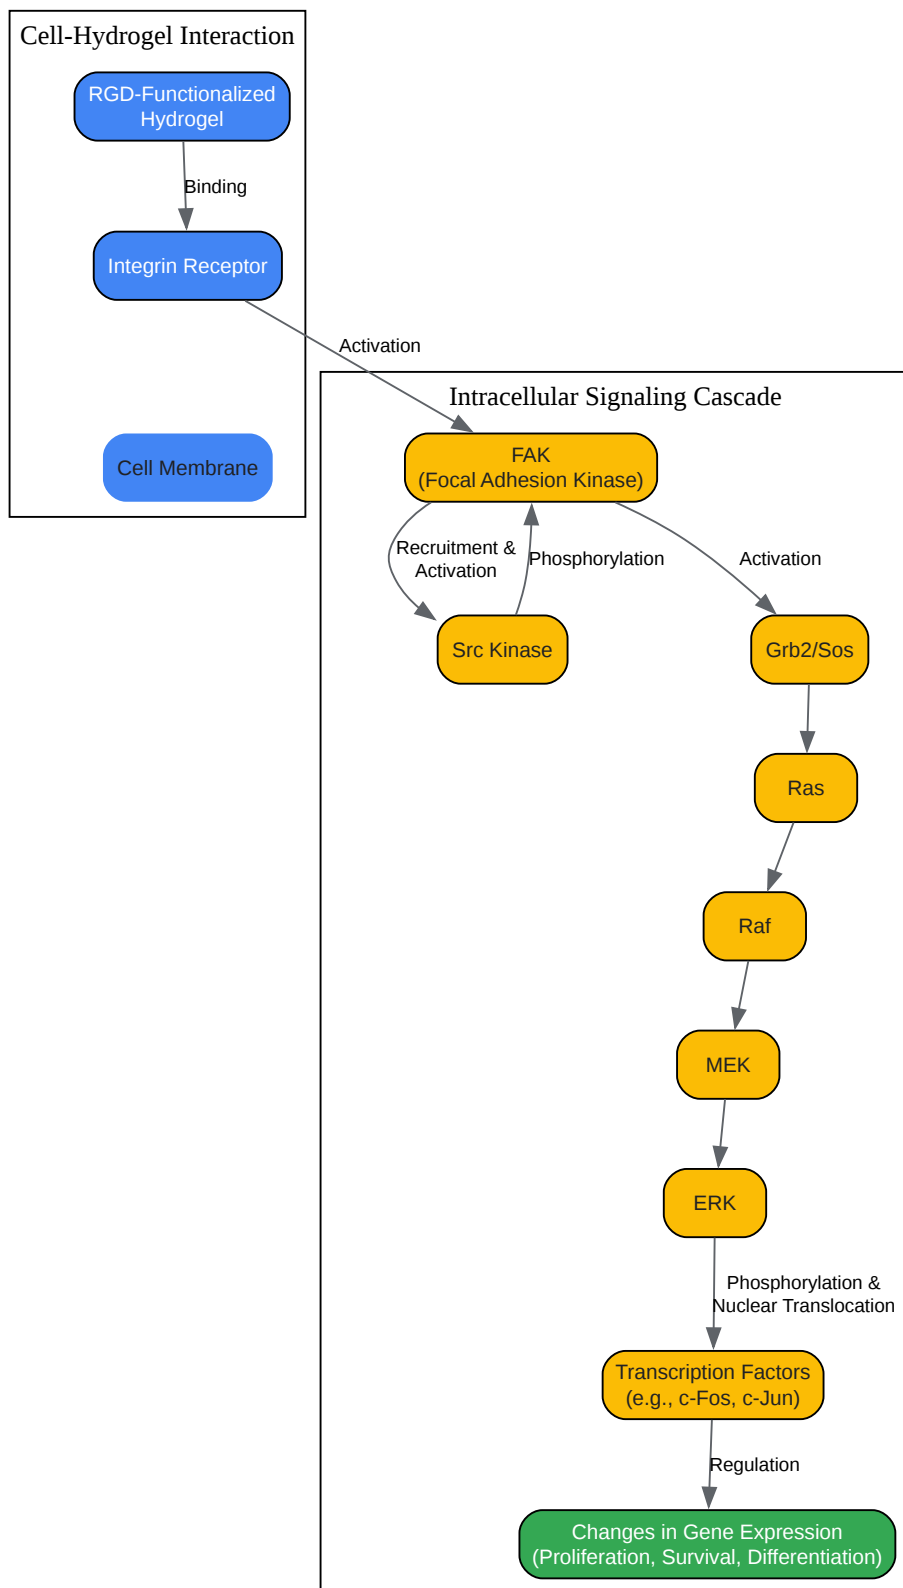 Cell-Hydrogel Interaction
RGD-Functionalized
Hydrogel
Binding
Integrin Receptor
Activation
Cell Membrane
Intracellular Signaling Cascade
FAK
(Focal Adhesion Kinase)
Recruitment &
Activation
Phosphorylation
Activation
Src Kinase
Grb2/Sos
Ras
Raf
MEK
ERK
Phosphorylation &
Nuclear Translocation
Transcription Factors
(e.g., c-Fos, c-Jun)
Regulation
Changes in Gene Expression
(Proliferation, Survival, Differentiation)